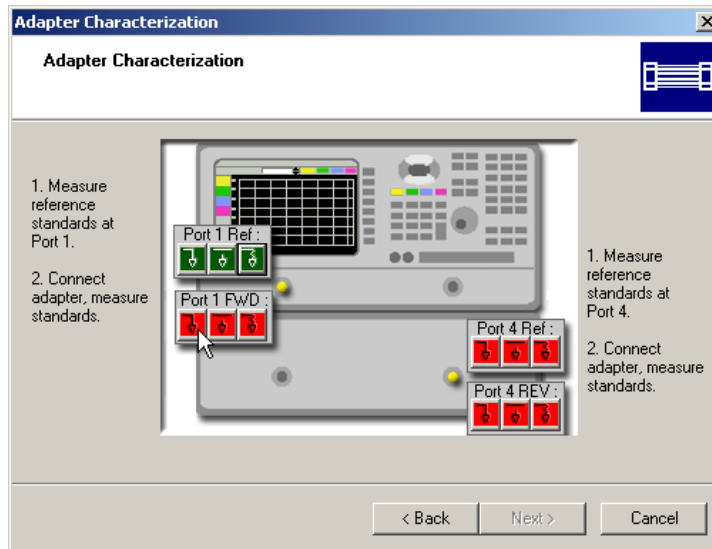 Adapter Characterization
Adapter Characterization
1. Measure
reference
standards at
Port 1.
2. Connect
adapter, measure
standards.
Port 1 Ref :
Port 1 FWD :
Port 4 Ref :
Port 4 REV :
1. Measure
reference
standards at
Port 4.
2. Connect
adapter, measure
standards.
< Back
Next >
Cancel